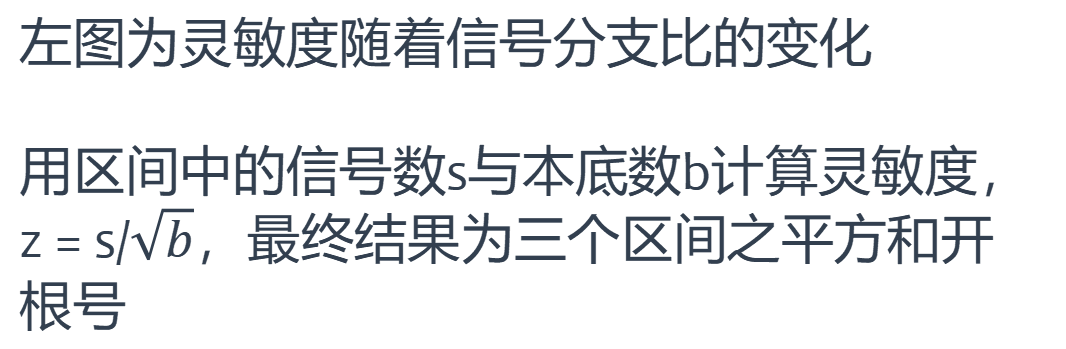 左图为灵敏度随着信号分支比的变化
用区间中的信号数s与本底数b计算灵敏度,
z = s/√b, 最终结果为三个区间之平方和开
根号